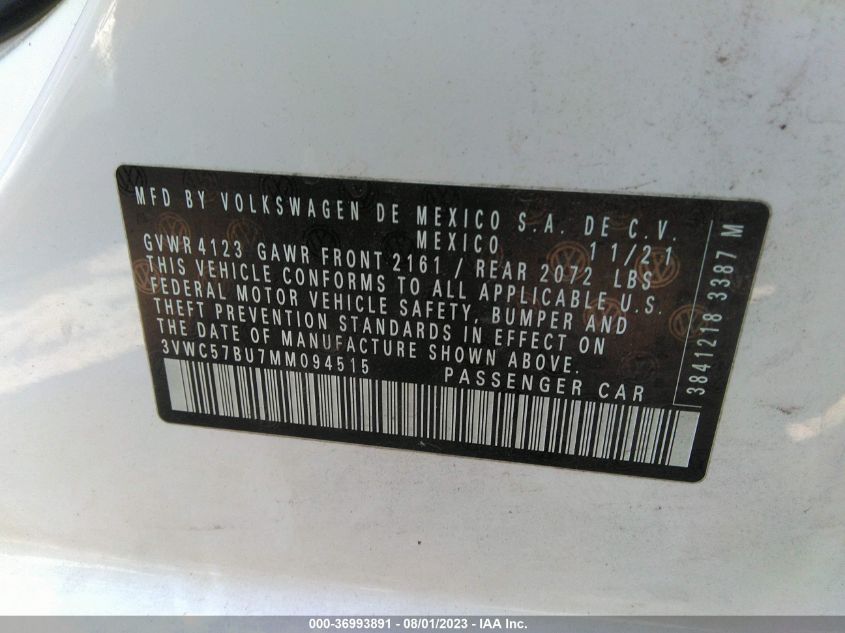 MFD BY VOLKSWAGEN DE MEXICO S.A. DE C.V.
MEXICO 11/21
GVWR 4123 GAWR FRONT 2161 / REAR 2072 LBS
THIS VEHICLE CONFORMS TO ALL APPLICABLE U.S.
FEDERAL MOTOR VEHICLE SAFETY, BUMPER AND
THEFT PREVENTION STANDARDS IN EFFECT ON
THE DATE OF MANUFACTURE SHOWN ABOVE.
3VWC57BU7MM094515 PASSENGER CAR
3841218 3387 M
000-36993891 - 08/01/2023 - IAA Inc.